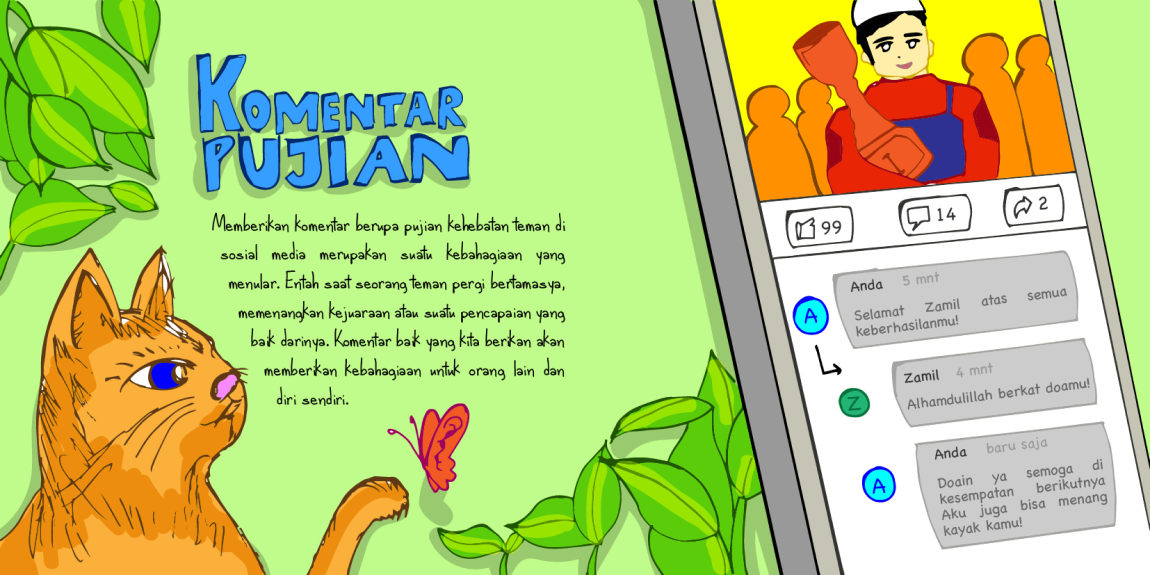 KOMENTAR
PUJIAN
Memberikan komentar berupa pujian kehebatan teman di
sosial media merupakan suatu kebahagiaan yang
menular. Entah saat seorang teman pergi bertamasya,
memenangkan kejuaraan atau suatu pencapaian yang
baik darinya. Komentar baik yang kita berikan akan
memberikan kebahagiaan untuk orang lain dan
diri sendiri.
99
14
2
A
Anda 5 mnt
Selamat Zamil atas semua
keberhasilanmu!
Z
Zamil 4 mnt
Alhamdulillah berkat doamu!
A
Anda baru saja
Doain ya semoga di
kesempatan berikutnya
Aku juga bisa menang
kayak kamu!